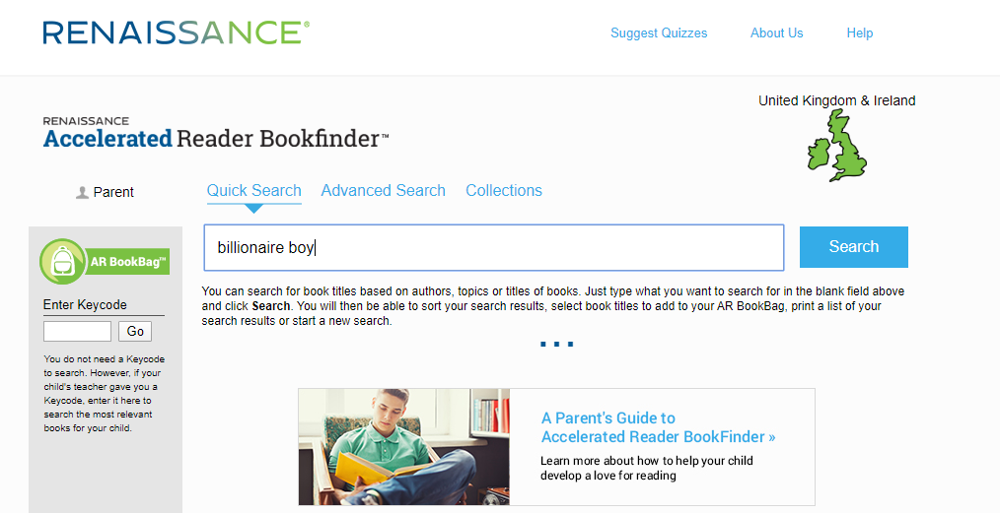 RENAISSANCE®
Suggest Quizzes
About Us
Help
United Kingdom & Ireland
RENAISSANCE
Accelerated Reader Bookfinder™
Parent
Quick Search
Advanced Search
Collections
billionaire boy
Search
AR BookBag™
Enter Keycode
Go
You do not need a Keycode
to search. However, if your
child's teacher gave you a
Keycode, enter it here to
search the most relevant
books for your child.
You can search for book titles based on authors, topics or titles of books. Just type what you want to search for in the blank field above
and click Search. You will then be able to sort your search results, select book titles to add to your AR BookBag, print a list of your
search results or start a new search.
A Parent's Guide to
Accelerated Reader BookFinder »
Learn more about how to help your child
develop a love for reading